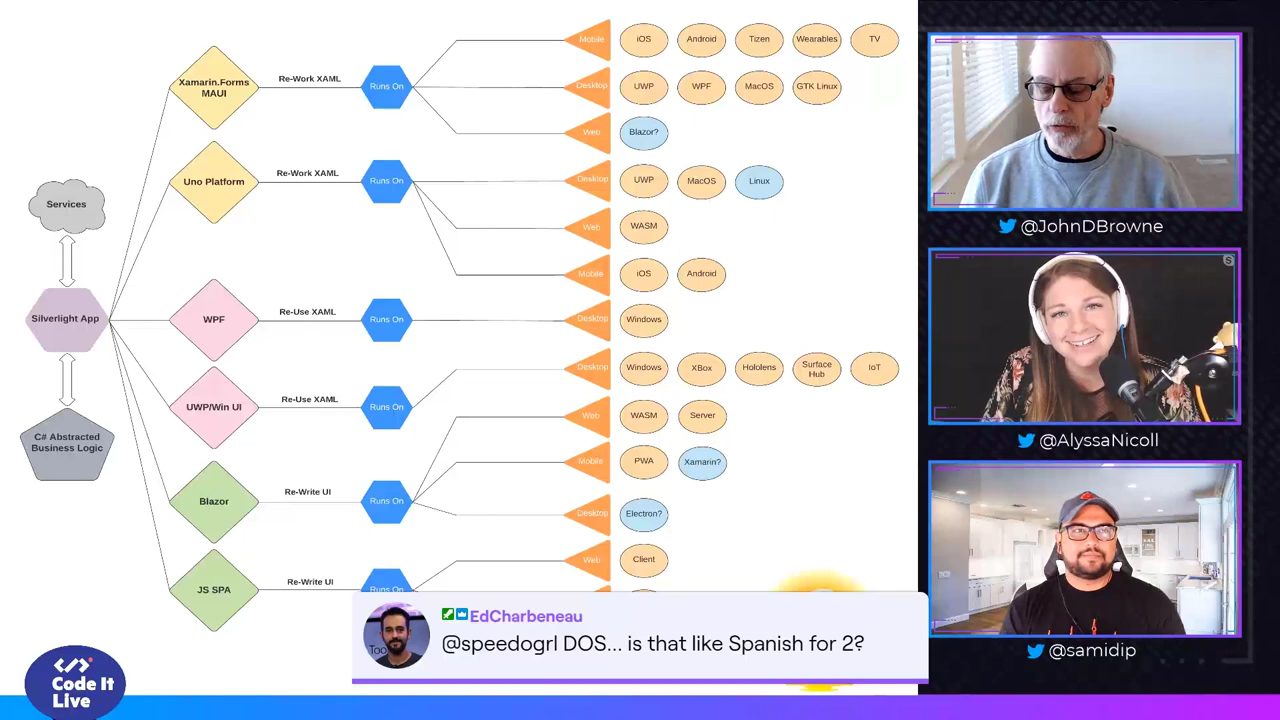 Services
Silverlight App
C# Abstracted
Business Logic
Xamarin.Forms
MAUI
Re-Work XAML
Runs On
Mobile
iOS
Android
Tizen
Wearables
TV
Desktop
UWP
WPF
MacOS
GTK Linux
Web
Blazor?
Uno Platform
Re-Work XAML
Runs On
Desktop
UWP
MacOS
Linux
Web
WASM
Mobile
iOS
Android
WPF
Re-Use XAML
Runs On
Desktop
Windows
UWP/Win UI
Re-Use XAML
Runs On
Desktop
Windows
XBox
Hololens
Surface
Hub
IoT
Blazor
Re-Write UI
Runs On
Web
WASM
Server
Mobile
PWA
Xamarin?
Desktop
Electron?
JS SPA
Re-Write UI
Runs On
Web
Client
EdCharbeneau
@speedogrl DOS... is that like Spanish for 2?
Code It
Live
@JohnDBrowne
@AlyssaNicoll
@samidip